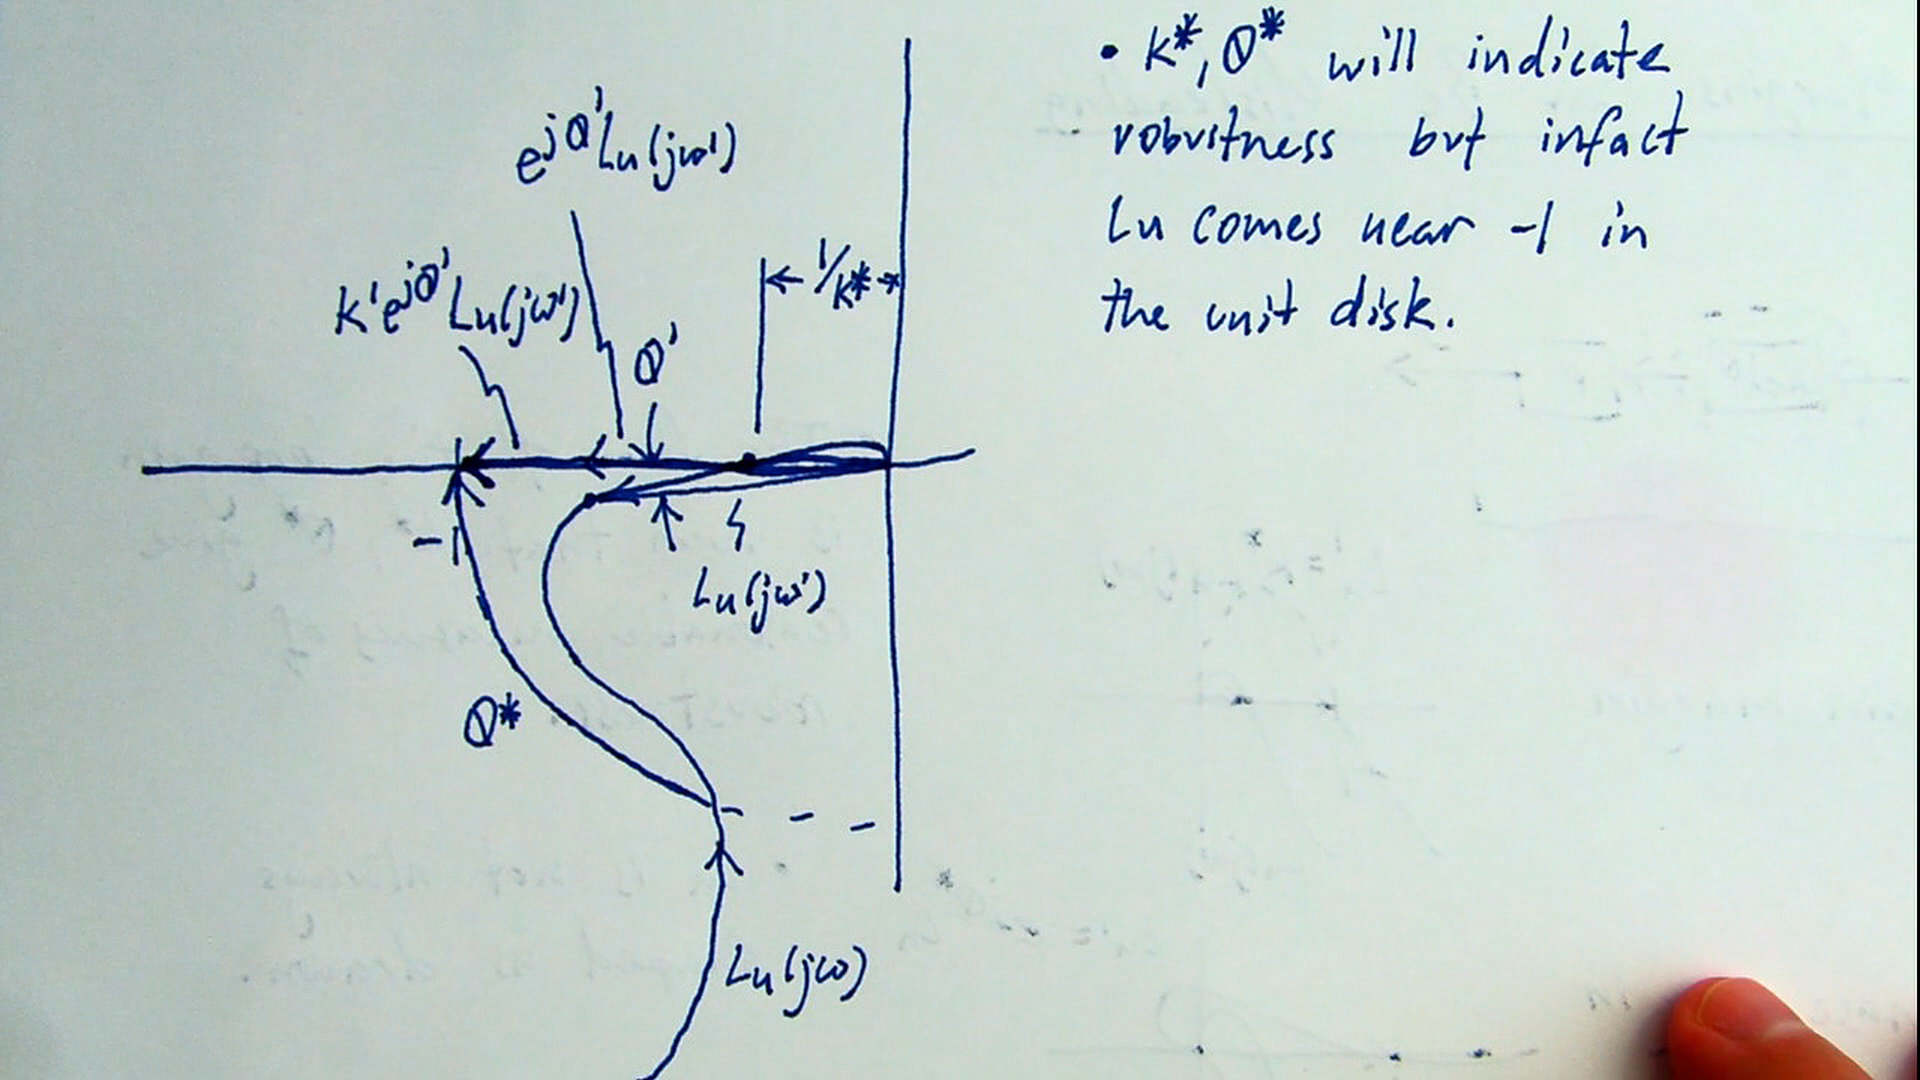 • k*, θ* will indicate
robustness but infact
Lu comes near -1 in
the unit disk.
e^jθ' Lu(jω')
k'e^jθ' Lu(jω')
← 1/k* →
θ'
-1
Lu(jω')
θ*
Lu(jω)